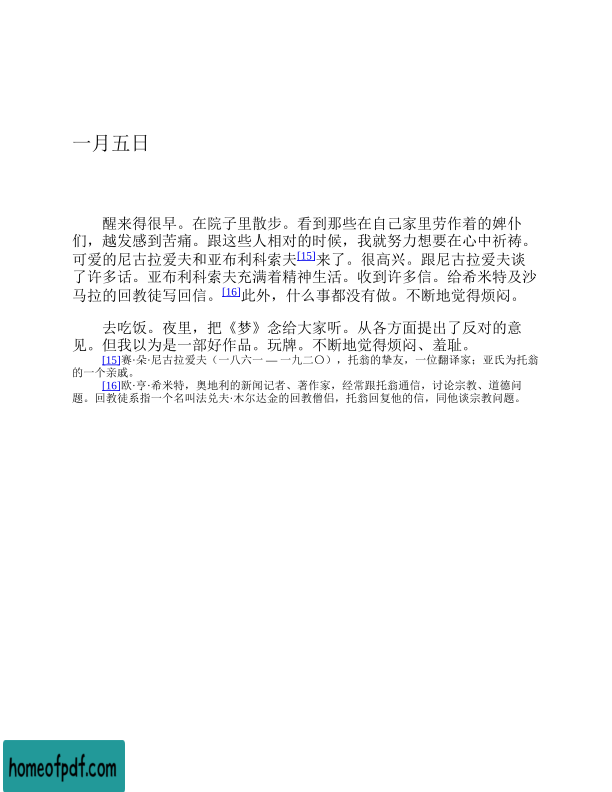 一月五日
醒来得很早。在院子里散步。看到那些在自己家里劳作着的婢仆
们，越发感到苦痛。跟这些人相对的时候，我就努力想要在心中祈祷。
可爱的尼古拉爱夫和亚布利科索夫[15]来了。很高兴。跟尼古拉爱夫谈
了许多话。亚布利科索夫充满着精神生活。收到许多信。给希米特及沙
马拉的回教徒写回信。[16]此外，什么事都没有做。不断地觉得烦闷。
去吃饭。夜里，把《梦》念给大家听。从各方面提出了反对的意
见。但我以为是一部好作品。玩牌。不断地觉得烦闷、羞耻。
[15]赛·朵·尼古拉爱夫（一八六一 — 一九二〇），托翁的挚友，一位翻译家；亚氏为托翁
的一个亲戚。
[16]欧·亨·希米特，奥地利的新闻记者、著作家，经常跟托翁通信，讨论宗教、道德问
题。回教徒系指一个名叫法兑夫·木尔达金的回教僧侣，托翁回复他的信，同他谈宗教问题。
homeofpdf.com